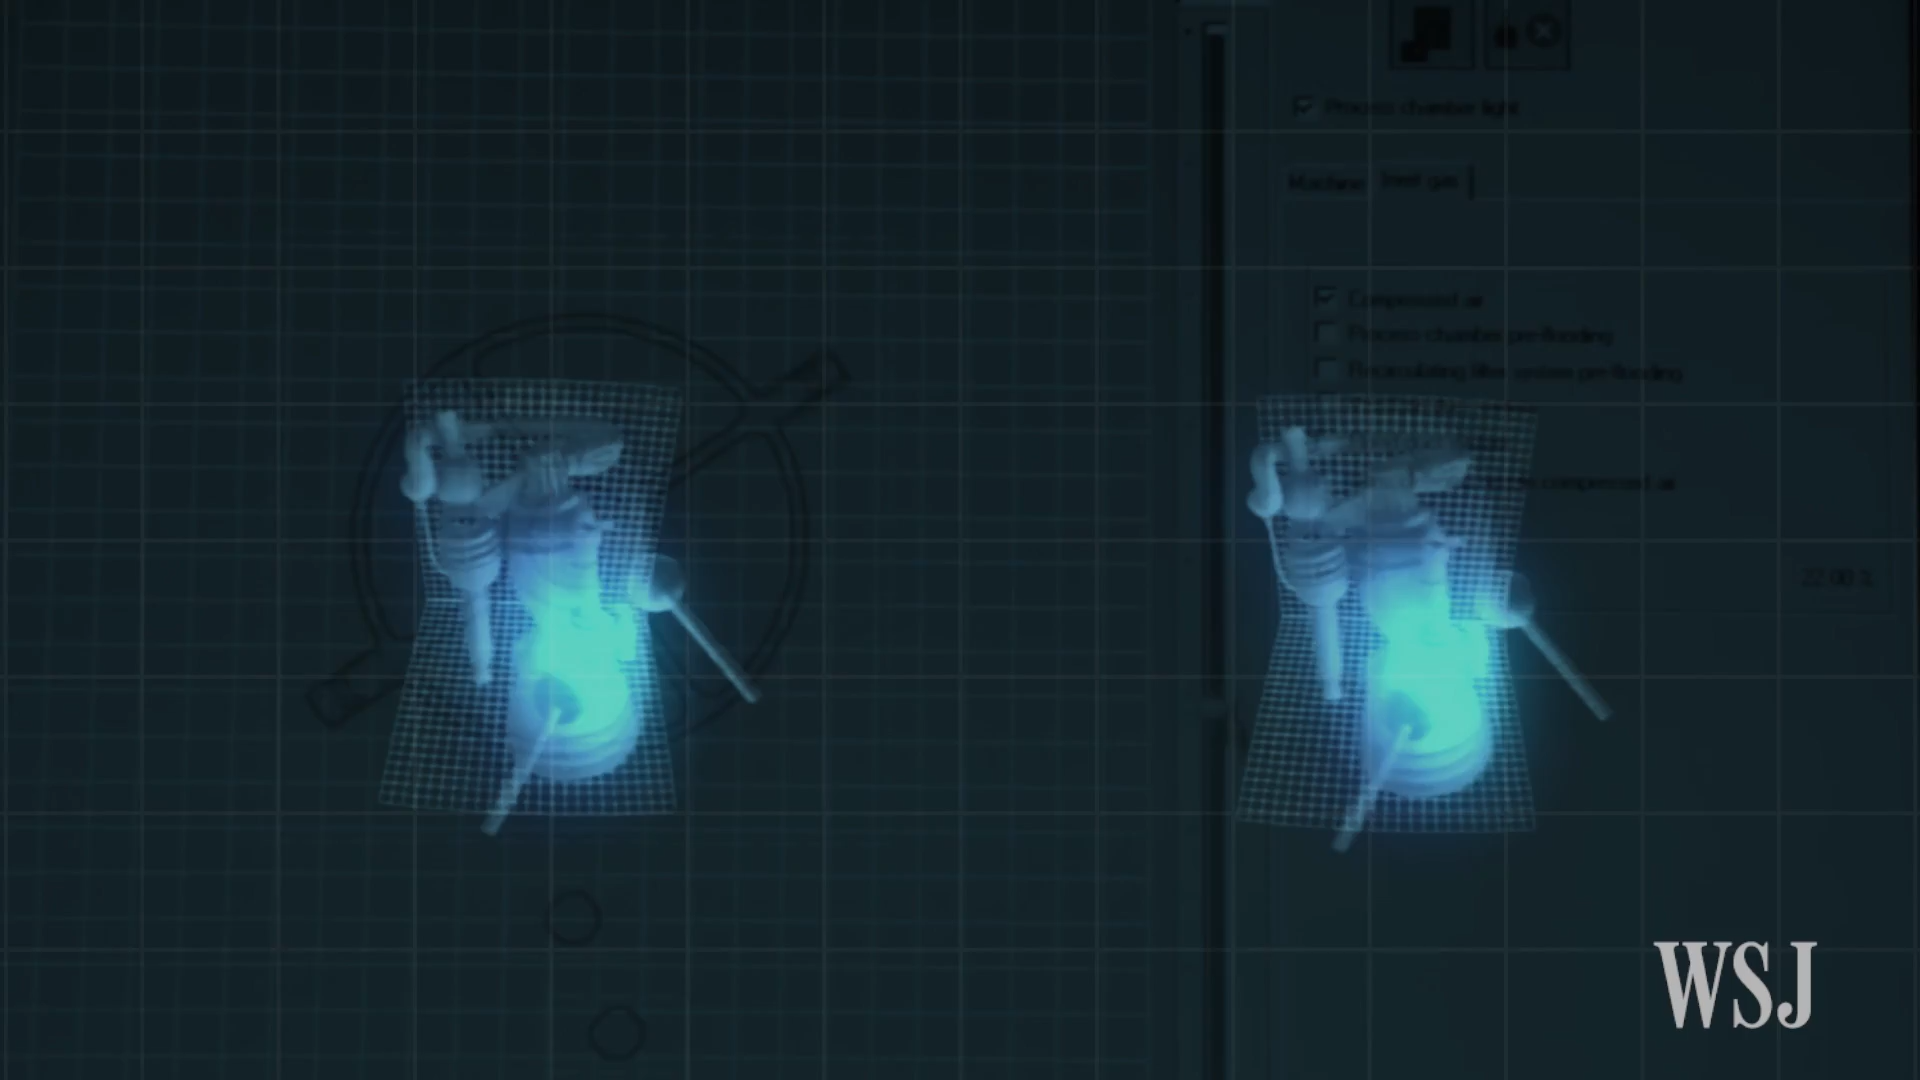 Process chamber light
Machine
Inert gas
Compressed air
Process chamber pre-flooding
Recirculating filter system pre-flooding
compressed air
WSJ